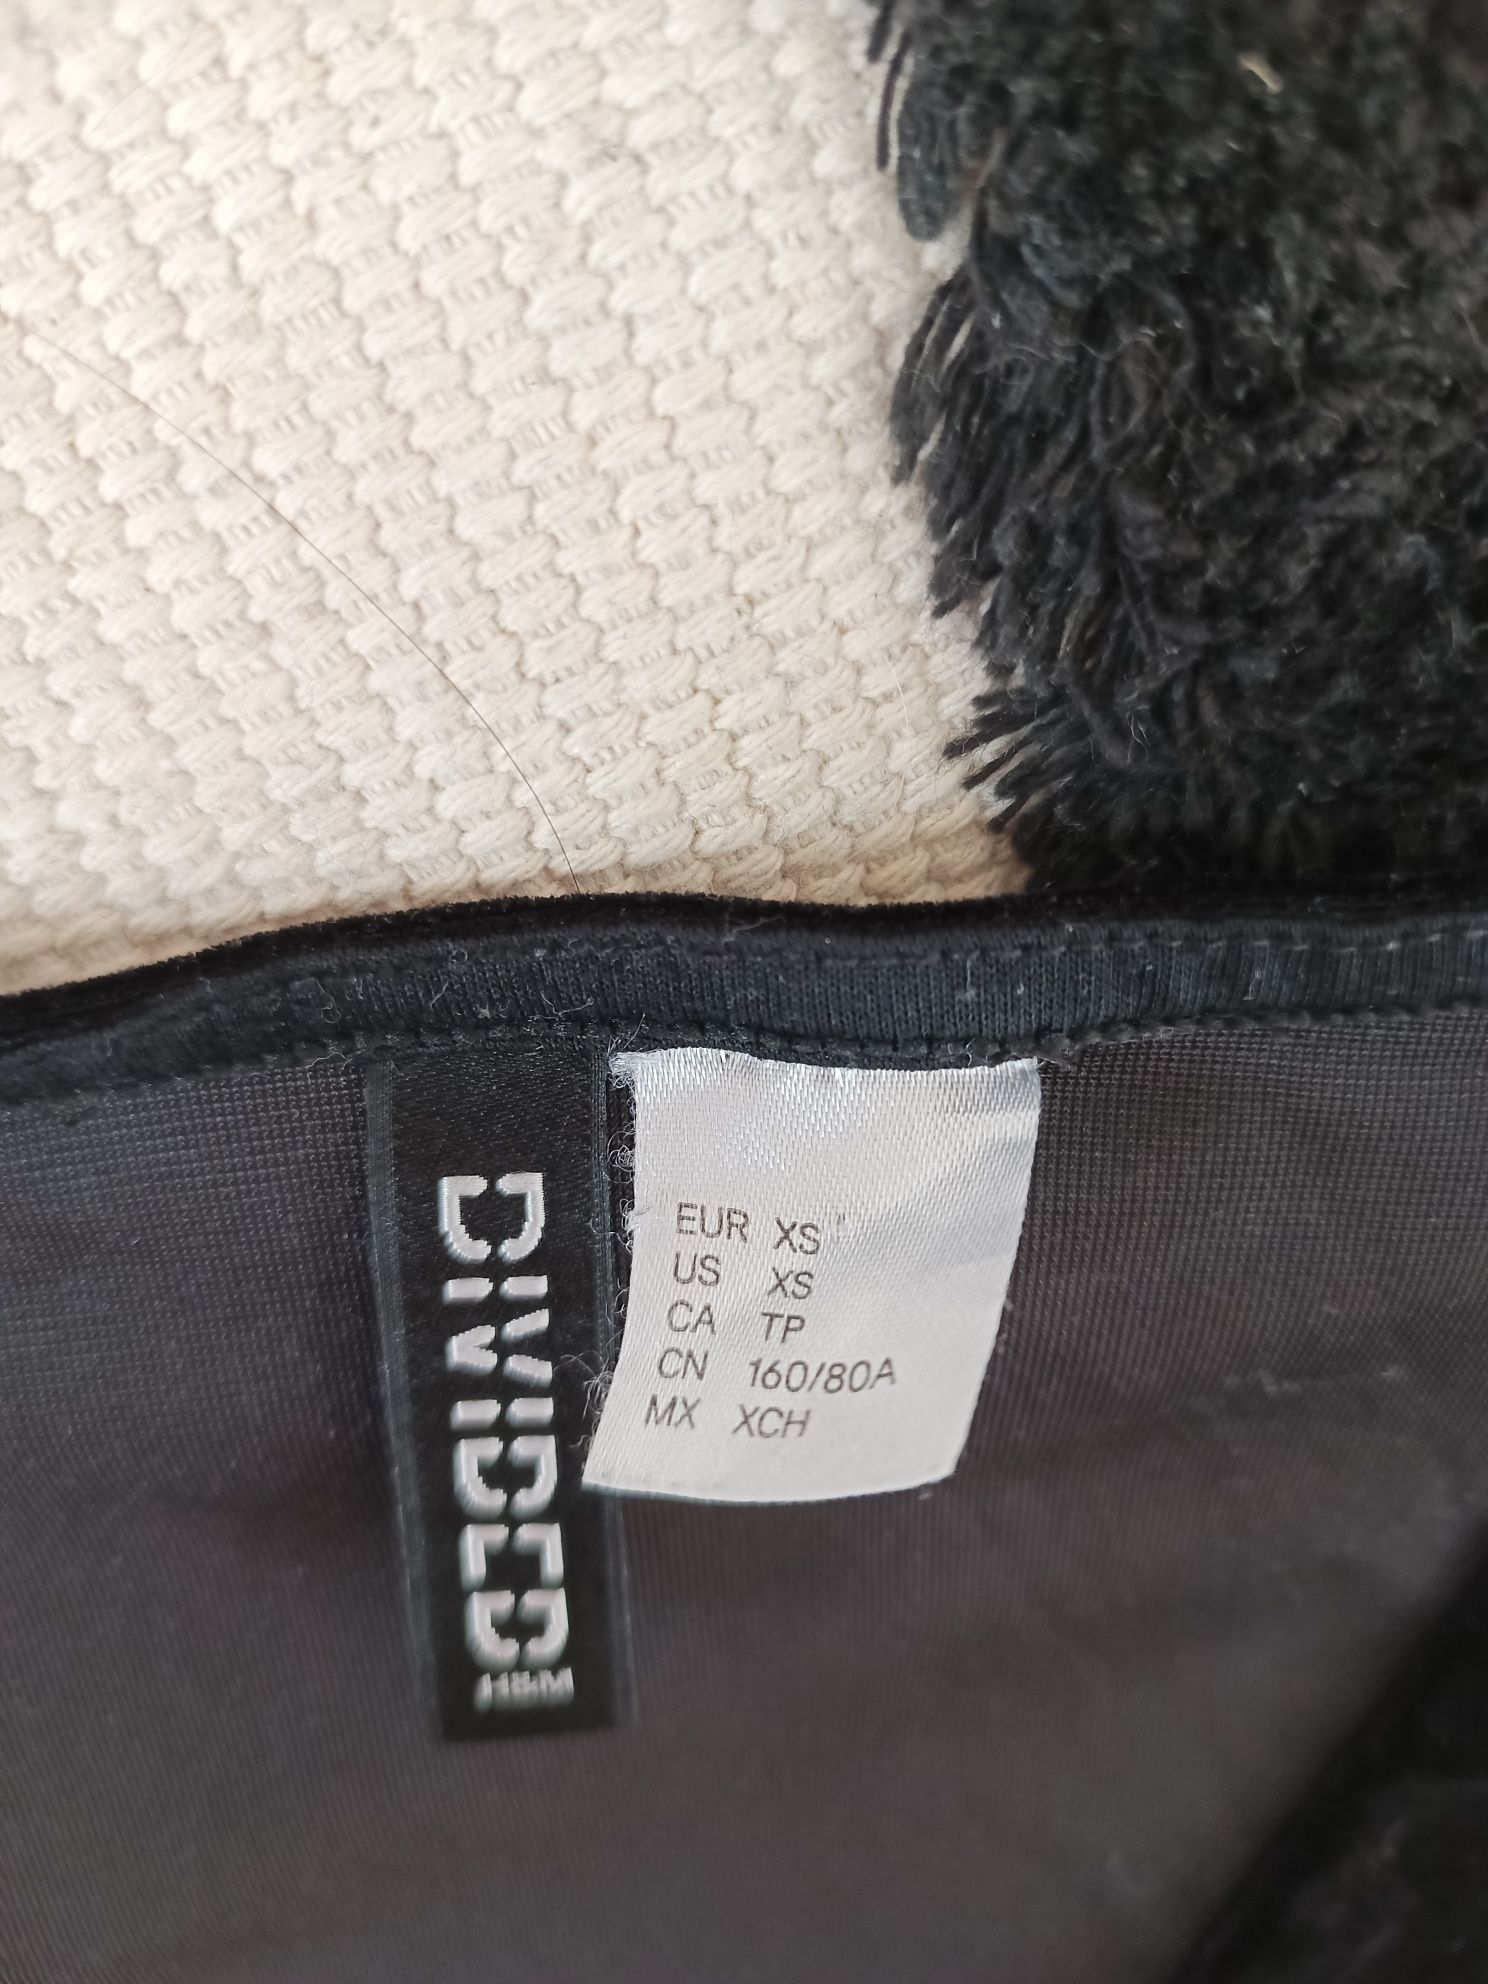 DIVIDED
H&M
EUR XS
US XS
CA TP
CN 160/80A
MX XCH